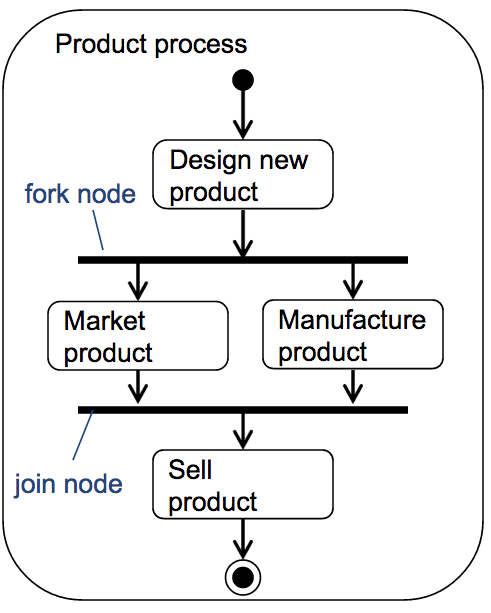 Product process
Design new
product
fork node
Market
product
Manufacture
product
join node
Sell
product